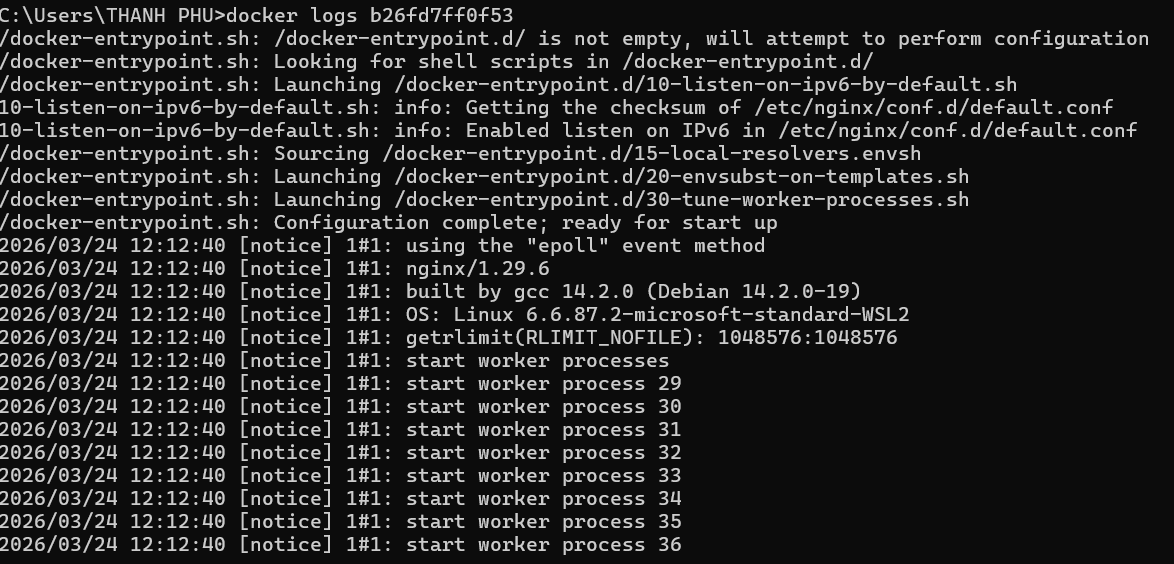 C:\Users\THANH PHU>docker logs b26fd7ff0f53
/docker-entrypoint.sh: /docker-entrypoint.d/ is not empty, will attempt to perform configuration
/docker-entrypoint.sh: Looking for shell scripts in /docker-entrypoint.d/
/docker-entrypoint.sh: Launching /docker-entrypoint.d/10-listen-on-ipv6-by-default.sh
10-listen-on-ipv6-by-default.sh: info: Getting the checksum of /etc/nginx/conf.d/default.conf
10-listen-on-ipv6-by-default.sh: info: Enabled listen on IPv6 in /etc/nginx/conf.d/default.conf
/docker-entrypoint.sh: Sourcing /docker-entrypoint.d/15-local-resolvers.envsh
/docker-entrypoint.sh: Launching /docker-entrypoint.d/20-envsubst-on-templates.sh
/docker-entrypoint.sh: Launching /docker-entrypoint.d/30-tune-worker-processes.sh
/docker-entrypoint.sh: Configuration complete; ready for start up
2026/03/24 12:12:40 [notice] 1#1: using the "epoll" event method
2026/03/24 12:12:40 [notice] 1#1: nginx/1.29.6
2026/03/24 12:12:40 [notice] 1#1: built by gcc 14.2.0 (Debian 14.2.0-19)
2026/03/24 12:12:40 [notice] 1#1: OS: Linux 6.6.87.2-microsoft-standard-WSL2
2026/03/24 12:12:40 [notice] 1#1: getrlimit(RLIMIT_NOFILE): 1048576:1048576
2026/03/24 12:12:40 [notice] 1#1: start worker processes
2026/03/24 12:12:40 [notice] 1#1: start worker process 29
2026/03/24 12:12:40 [notice] 1#1: start worker process 30
2026/03/24 12:12:40 [notice] 1#1: start worker process 31
2026/03/24 12:12:40 [notice] 1#1: start worker process 32
2026/03/24 12:12:40 [notice] 1#1: start worker process 33
2026/03/24 12:12:40 [notice] 1#1: start worker process 34
2026/03/24 12:12:40 [notice] 1#1: start worker process 35
2026/03/24 12:12:40 [notice] 1#1: start worker process 36